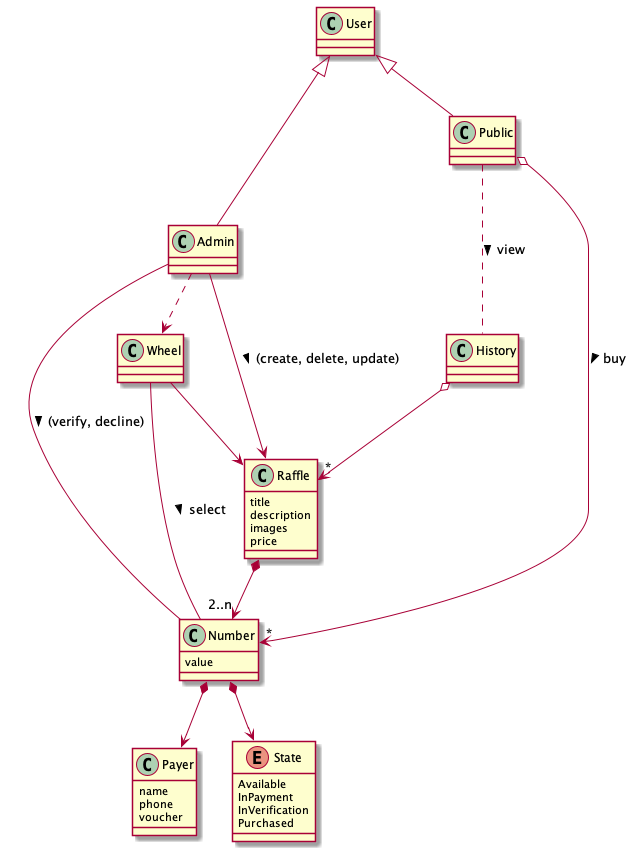 C User
C Public
view
C Admin
C Wheel
C History
(create, delete, update)
buy
(verify, decline)
*
C Raffle
title
description
images
price
select
2..n
*
C Number
value
C Payer
name
phone
voucher
E State
Available
InPayment
InVerification
Purchased